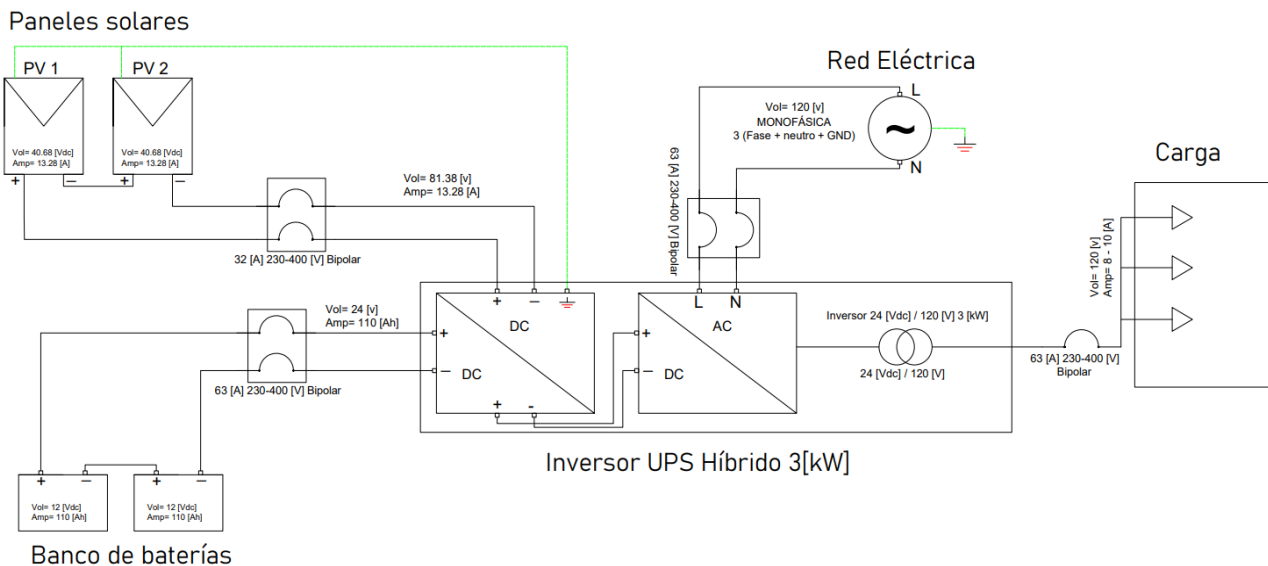 Paneles solares
PV 1
PV 2
Vol= 40.68 [Vdc]
Amp= 13.28 [A]
Vol= 40.68 [Vdc]
Amp= 13.28 [A]
+
−
+
−
Vol= 81.38 [v]
Amp= 13.28 [A]
32 [A] 230-400 [V] Bipolar
Red Eléctrica
L
Vol= 120 [v]
MONOFÁSICA
3 (Fase + neutro + GND)
~
N
63 [A] 230-400 [V] Bipolar
Carga
Vol= 120 [v]
Amp= 8 - 10 [A]
+
−
L
N
DC
AC
Vol= 24 [v]
Amp= 110 [Ah]
+
−
DC
+
-
+
−
DC
Inversor 24 [Vdc] / 120 [V] 3 [kW]
24 [Vdc] / 120 [V]
63 [A] 230-400 [V]
Bipolar
63 [A] 230-400 [V] Bipolar
Inversor UPS Híbrido 3[kW]
+
−
+
−
Vol= 12 [Vdc]
Amp= 110 [Ah]
Vol= 12 [Vdc]
Amp= 110 [Ah]
Banco de baterías